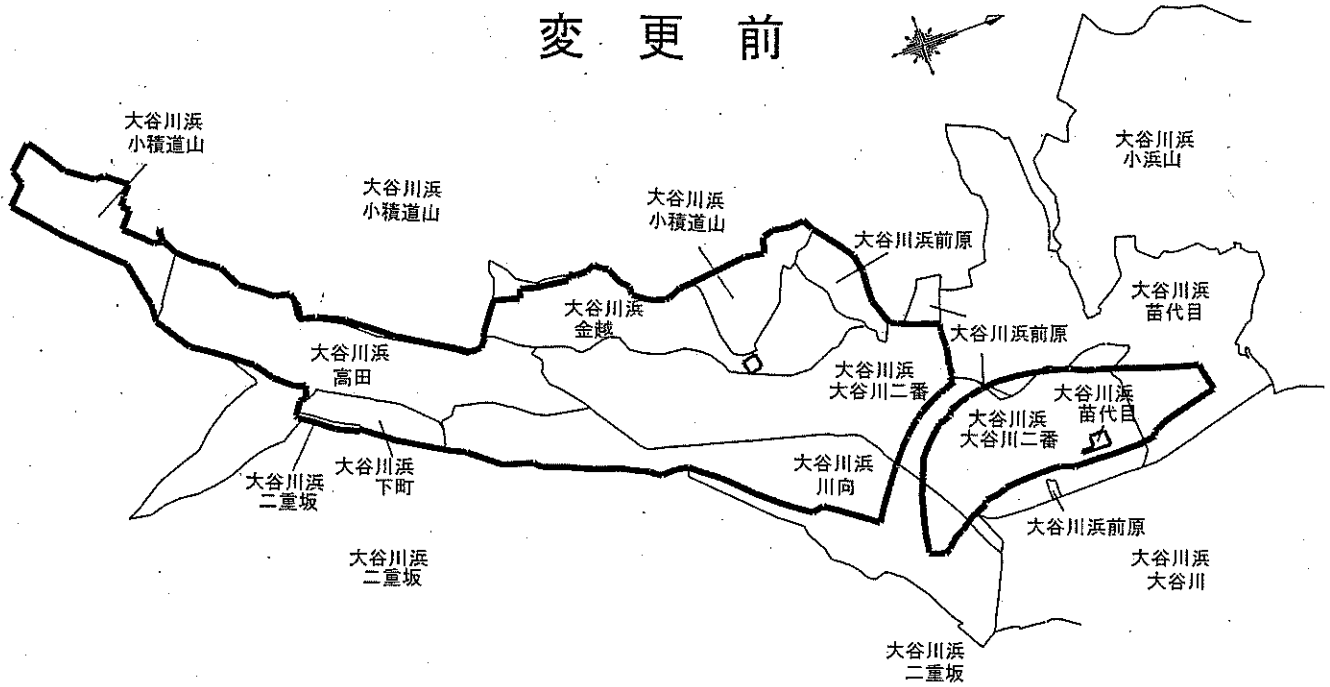 変更前
大谷川浜
小積道山
大谷川浜
小浜山
大谷川浜
小積道山
大谷川浜
小積道山
大谷川浜前原
大谷川浜
金越
大谷川浜
苗代目
大谷川浜前原
大谷川浜
高田
大谷川浜
大谷川二番
大谷川浜
苗代目
大谷川浜
大谷川二番
大谷川浜
二重坂
大谷川浜
下町
大谷川浜
川向
大谷川浜前原
大谷川浜
二重坂
大谷川浜
大谷川
大谷川浜
二重坂